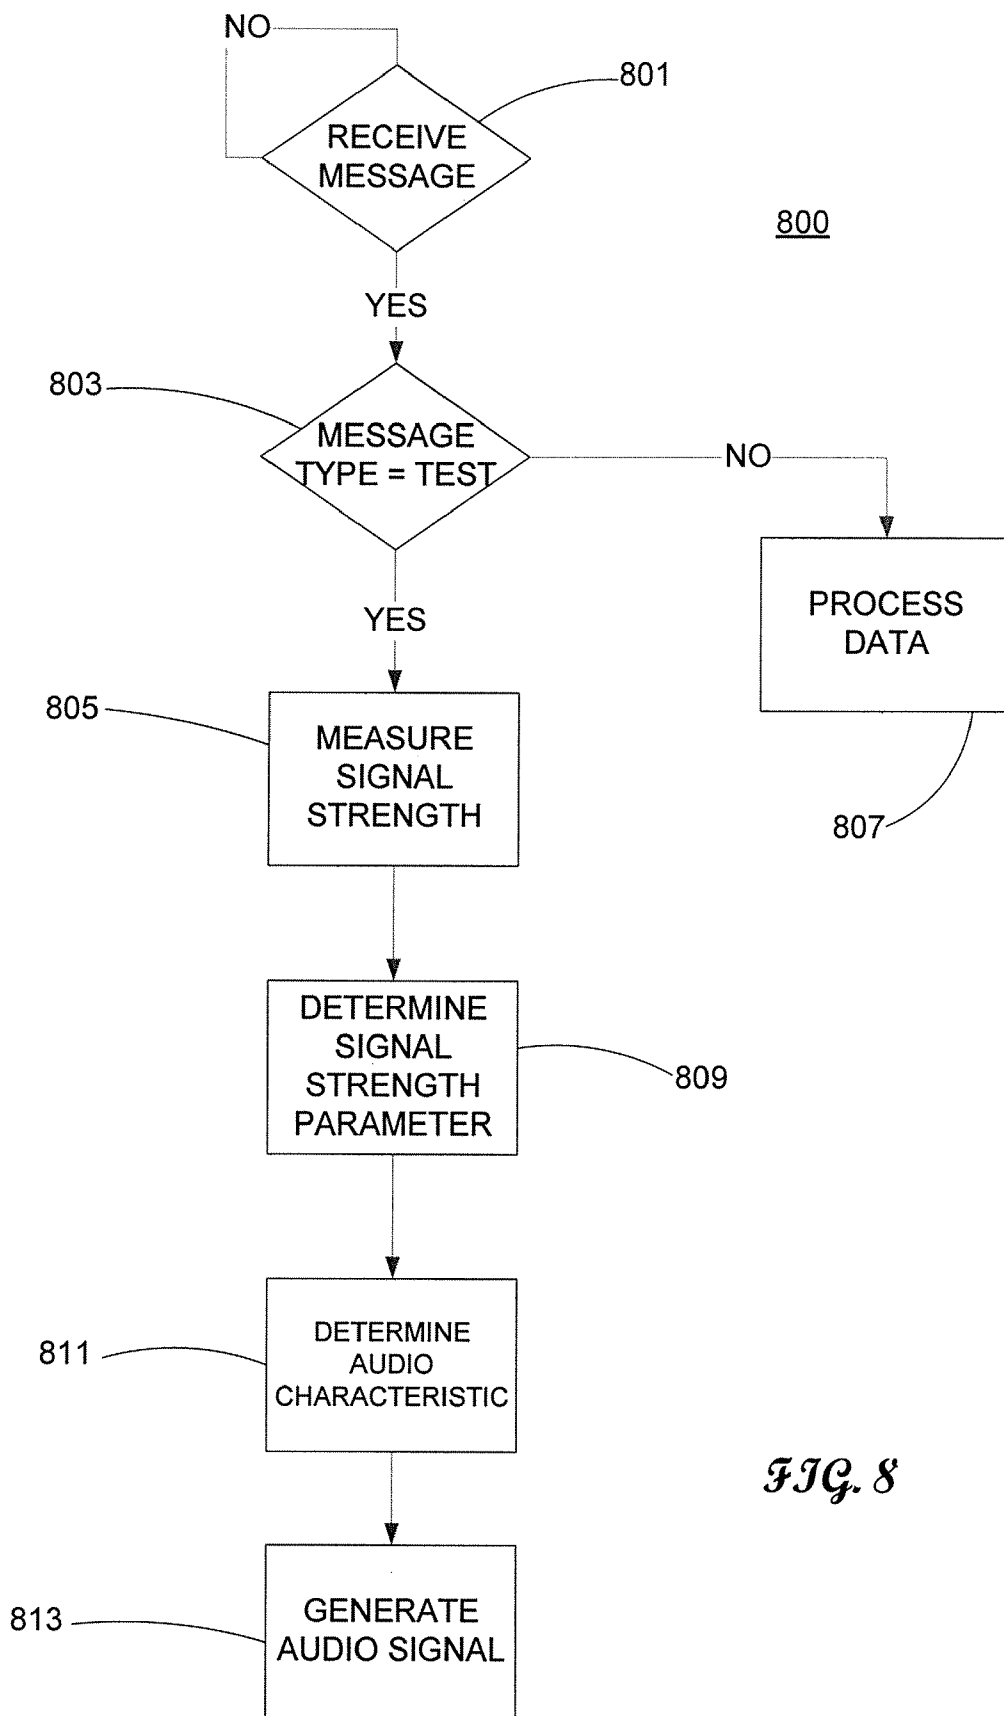 NO
801
RECEIVE
MESSAGE
800
YES
803
MESSAGE
TYPE = TEST
NO
PROCESS
DATA
YES
805
MEASURE
SIGNAL
STRENGTH
807
DETERMINE
SIGNAL
STRENGTH
PARAMETER
809
811
DETERMINE
AUDIO
CHARACTERISTIC
FIG. 8
813
GENERATE
AUDIO SIGNAL